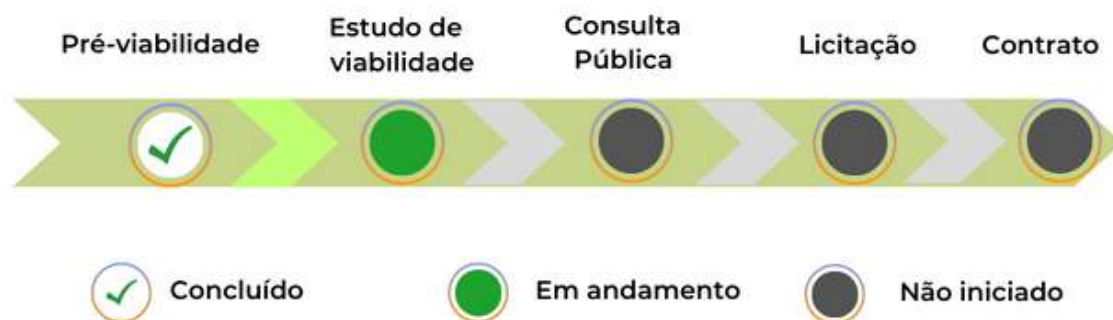 Pré-viabilidade
Estudo de
viabilidade
Consulta
Pública
Licitação
Contrato
Concluído
Em andamento
Não iniciado